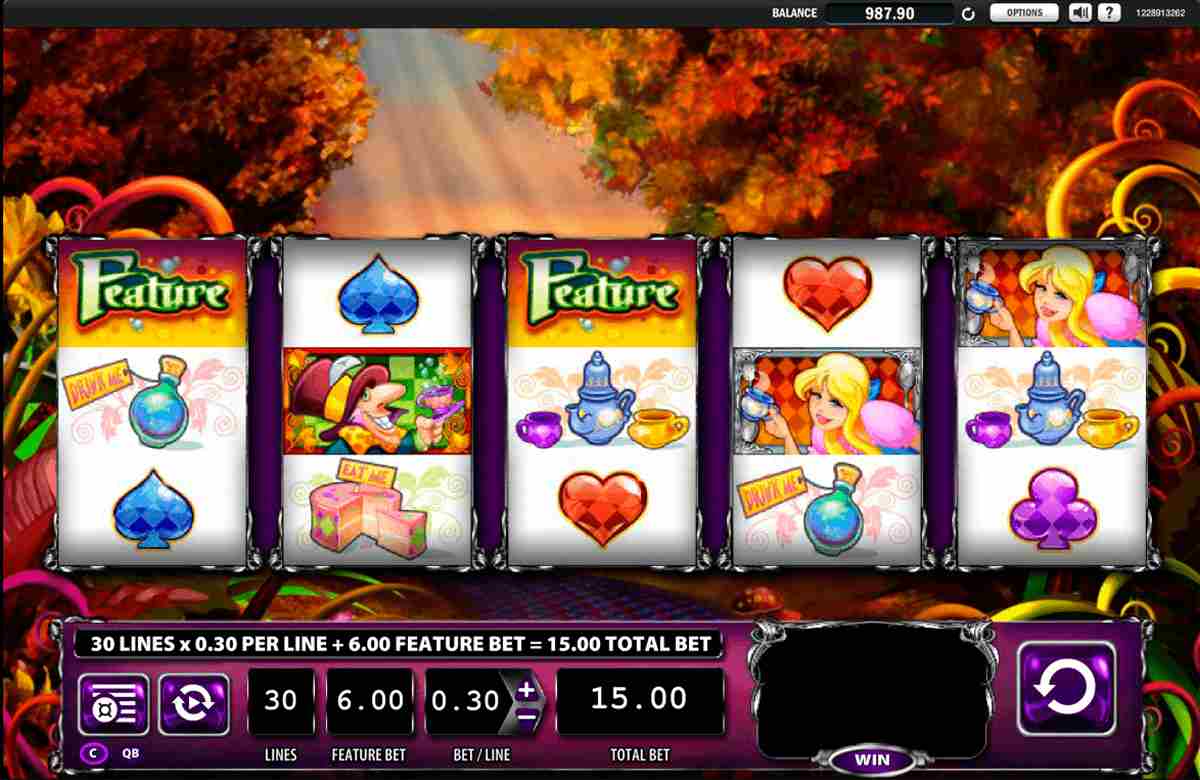 BALANCE 987.90 OPTIONS ? 1228913262
Feature
Feature
DRINK ME
EAT ME
DRINK ME
30 LINES x 0.30 PER LINE + 6.00 FEATURE BET = 15.00 TOTAL BET
30 6.00 0.30 + − 15.00
LINES FEATURE BET BET / LINE TOTAL BET
C QB
WIN